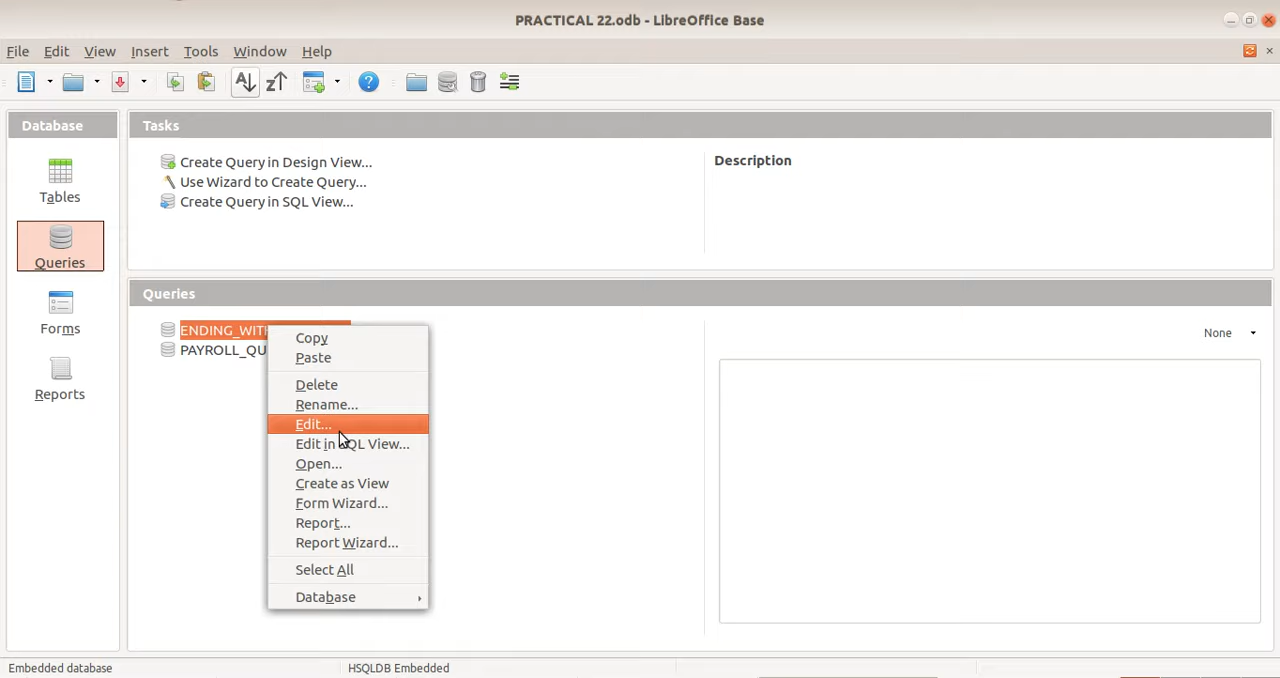 PRACTICAL 22.odb - LibreOffice Base
File Edit View Insert Tools Window Help
Database
Tables
Queries
Forms
Reports
Tasks
Create Query in Design View...
Use Wizard to Create Query...
Create Query in SQL View...
Description
Queries
ENDING_WITH
PAYROLL_QU
None
Copy
Paste
Delete
Rename...
Edit...
Edit in SQL View...
Open...
Create as View
Form Wizard...
Report...
Report Wizard...
Select All
Database
Embedded database
HSQLDB Embedded